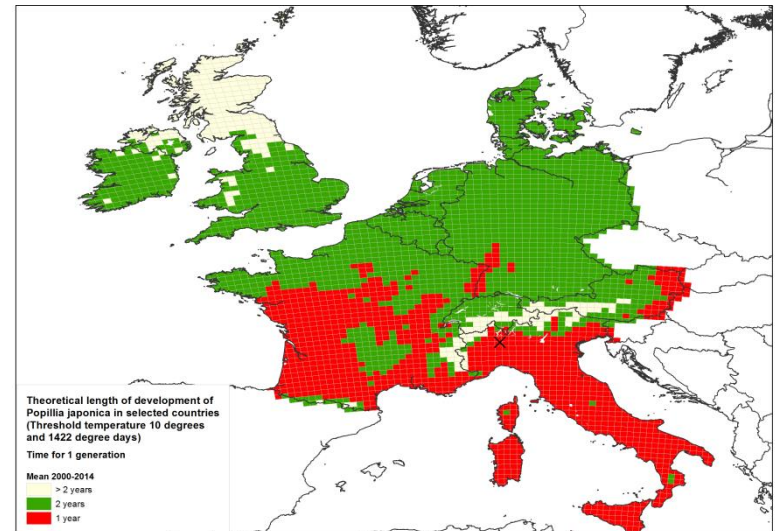 Theoretical length of development of
Popillia japonica in selected countries
(Threshold temperature 10 degrees
and 1422 degree days)
Time for 1 generation
Mean 2000-2014
> 2 years
2 years
1 year